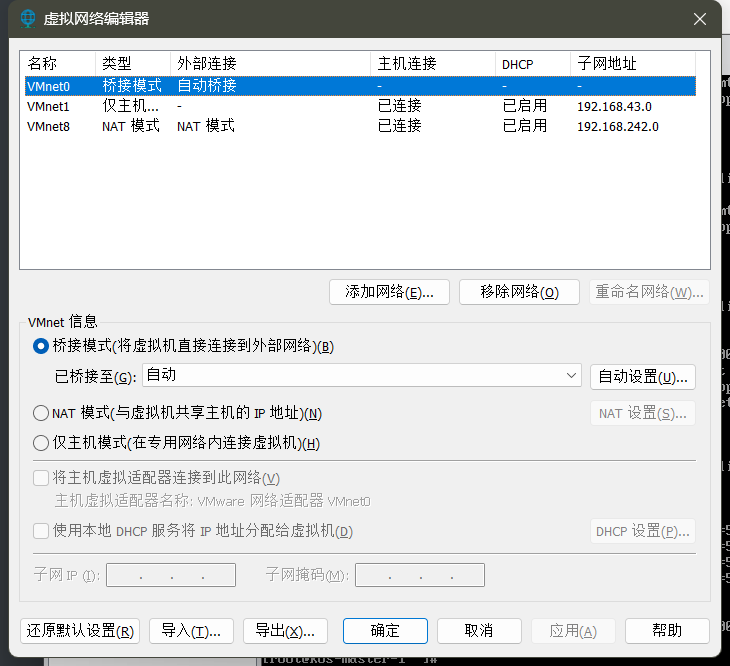 虚拟网络编辑器
名称 类型 外部连接 主机连接 DHCP 子网地址
VMnet0 桥接模式 自动桥接 - - -
VMnet1 仅主机... - 已连接 已启用 192.168.43.0
VMnet8 NAT 模式 NAT 模式 已连接 已启用 192.168.242.0
添加网络(E)... 移除网络(O) 重命名网络(W)...
VMnet 信息
桥接模式(将虚拟机直接连接到外部网络)(B)
已桥接至(G): 自动 自动设置(U)...
NAT 模式(与虚拟机共享主机的 IP 地址)(N) NAT 设置(S)...
仅主机模式(在专用网络内连接虚拟机)(H)
将主机虚拟适配器连接到此网络(V)
主机虚拟适配器名称: VMware 网络适配器 VMnet0
使用本地 DHCP 服务将 IP 地址分配给虚拟机(D) DHCP 设置(P)...
子网 IP (I): . . . 子网掩码(M): . . .
还原默认设置(R) 导入(T)... 导出(X)... 确定 取消 应用(A) 帮助